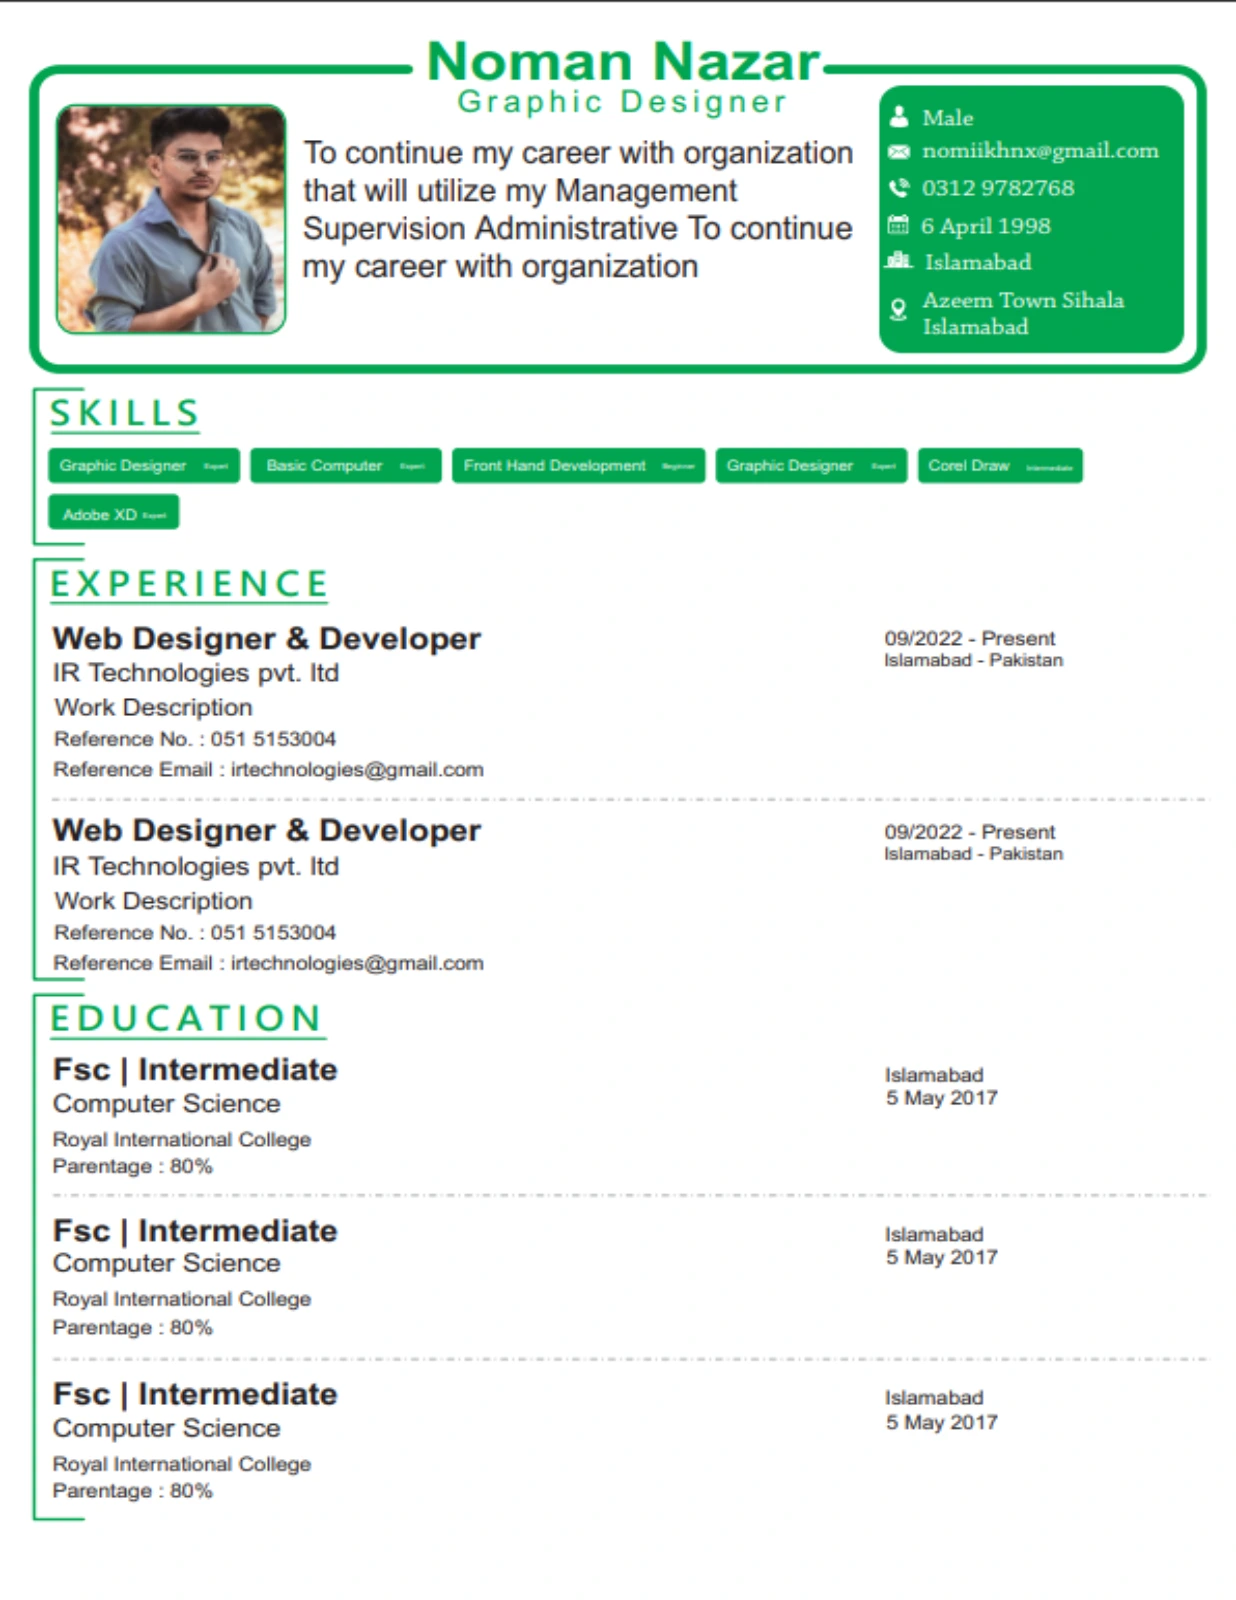 Noman Nazar
Graphic Designer
To continue my career with organization
that will utilize my Management
Supervision Administrative To continue
my career with organization
Male
nomiikhnx@gmail.com
0312 9782768
6 April 1998
Islamabad
Azeem Town Sihala
Islamabad
SKILLS
Graphic Designer Expert Basic Computer Expert Front Hand Development Beginner Graphic Designer Expert Corel Draw Intermediate
Adobe XD Expert
EXPERIENCE
Web Designer & Developer
09/2022 - Present
IR Technologies pvt. ltd
Islamabad - Pakistan
Work Description
Reference No. : 051 5153004
Reference Email : irtechnologies@gmail.com
Web Designer & Developer
09/2022 - Present
IR Technologies pvt. ltd
Islamabad - Pakistan
Work Description
Reference No. : 051 5153004
Reference Email : irtechnologies@gmail.com
EDUCATION
Fsc | Intermediate
Islamabad
Computer Science
5 May 2017
Royal International College
Parentage : 80%
Fsc | Intermediate
Islamabad
Computer Science
5 May 2017
Royal International College
Parentage : 80%
Fsc | Intermediate
Islamabad
Computer Science
5 May 2017
Royal International College
Parentage : 80%